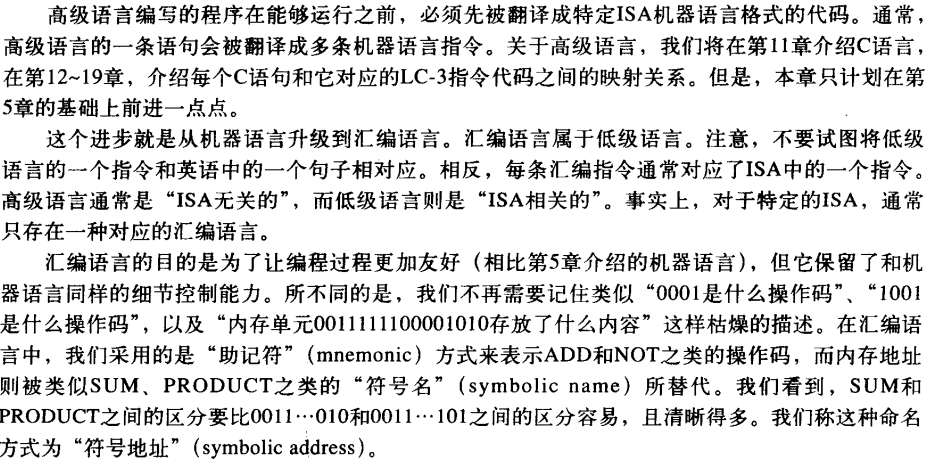 高级语言编写的程序在能够运行之前，必须先被翻译成特定ISA机器语言格式的代码。通常，
高级语言的一条语句会被翻译成多条机器语言指令。关于高级语言，我们将在第11章介绍C语言，
在第12~19章，介绍每个C语句和它对应的LC-3指令代码之间的映射关系。但是，本章只计划在第
5章的基础上前进一点点。
这个进步就是从机器语言升级到汇编语言。汇编语言属于低级语言。注意，不要试图将低级
语言的一个指令和英语中的一个句子相对应。相反，每条汇编指令通常对应了ISA中的一个指令。
高级语言通常是“ISA无关的”，而低级语言则是“ISA相关的”。事实上，对于特定的ISA，通常
只存在一种对应的汇编语言。
汇编语言的目的是为了让编程过程更加友好（相比第5章介绍的机器语言），但它保留了和机
器语言同样的细节控制能力。所不同的是，我们不再需要记住类似“0001是什么操作码”、“1001
是什么操作码”，以及“内存单元0011111100001010存放了什么内容”这样枯燥的描述。在汇编语
言中，我们采用的是“助记符”（mnemonic）方式来表示ADD和NOT之类的操作码，而内存地址
则被类似SUM、PRODUCT之类的“符号名”（symbolic name）所替代。我们看到，SUM和
PRODUCT之间的区分要比0011…010和0011…101之间的区分容易，且清晰得多。我们称这种命名
方式为“符号地址”（symbolic address）。